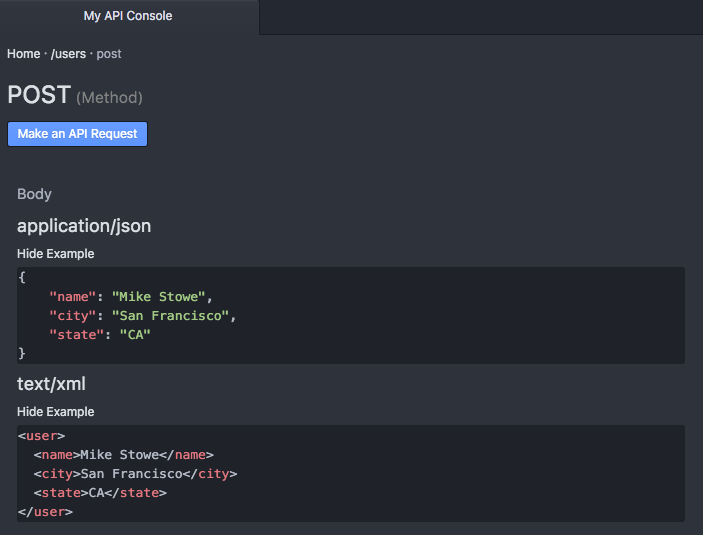 My API Console
Home · /users · post
POST (Method)
Make an API Request
Body
application/json
Hide Example
{
    "name": "Mike Stowe",
    "city": "San Francisco",
    "state": "CA"
}
text/xml
Hide Example
<user>
  <name>Mike Stowe</name>
  <city>San Francisco</city>
  <state>CA</state>
</user>